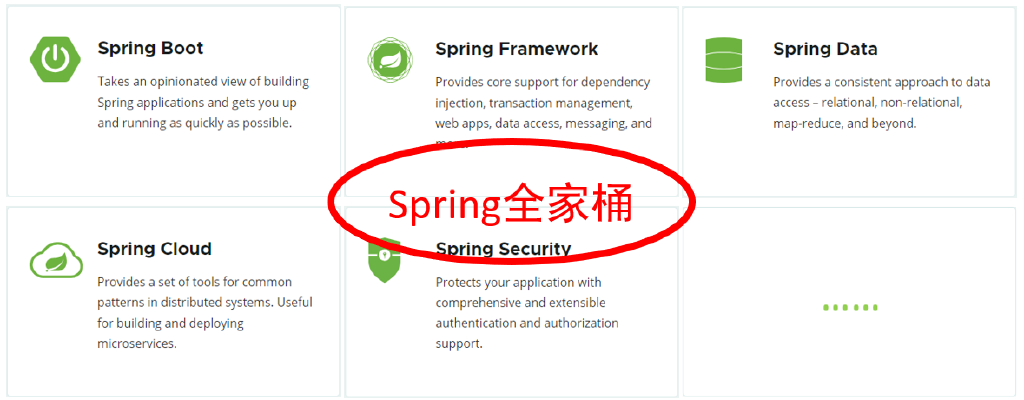 Spring Boot
Takes an opinionated view of building
Spring applications and gets you up
and running as quickly as possible.
Spring Framework
Provides core support for dependency
injection, transaction management,
web apps, data access, messaging, and
Spring Data
Provides a consistent approach to data
access – relational, non-relational,
map-reduce, and beyond.
Spring全家桶
Spring Cloud
Provides a set of tools for common
patterns in distributed systems. Useful
for building and deploying
microservices.
Spring Security
Protects your application with
comprehensive and extensible
authentication and authorization
support.
······